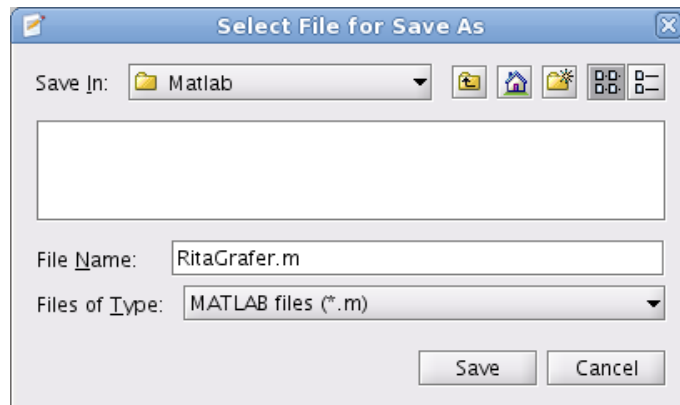 Select File for Save As
Save In: Matlab
File Name: RitaGrafer.m
Files of Type: MATLAB files (*.m)
Save Cancel